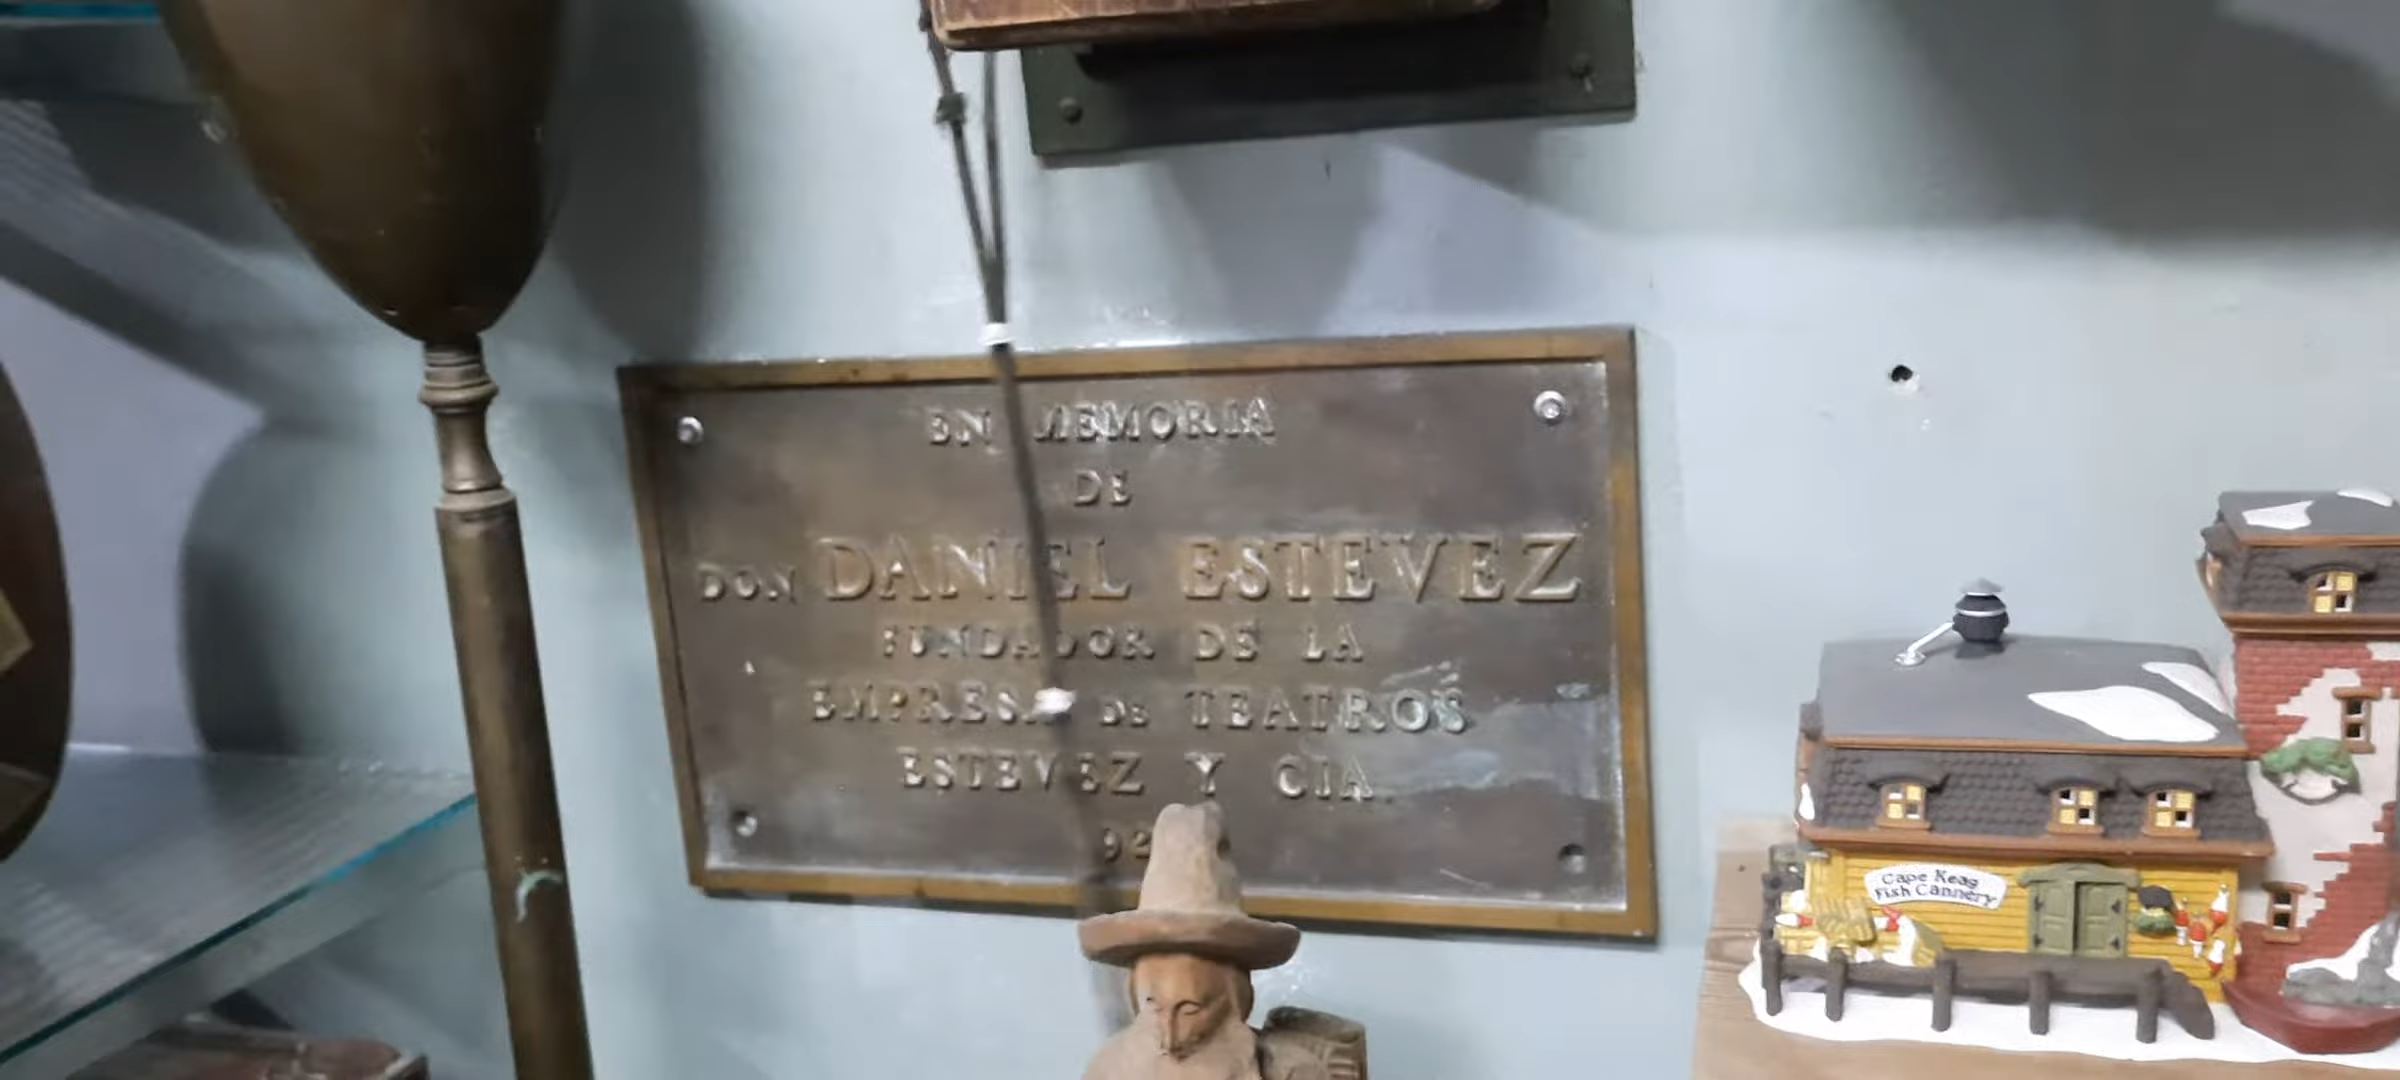 EN MEMORIA
DE
DON DANIEL ESTEVEZ
FUNDADOR DE LA
EMPRESA DE TEATROS
ESTEVEZ Y CIA.
Cape Keag
Fish Cannery